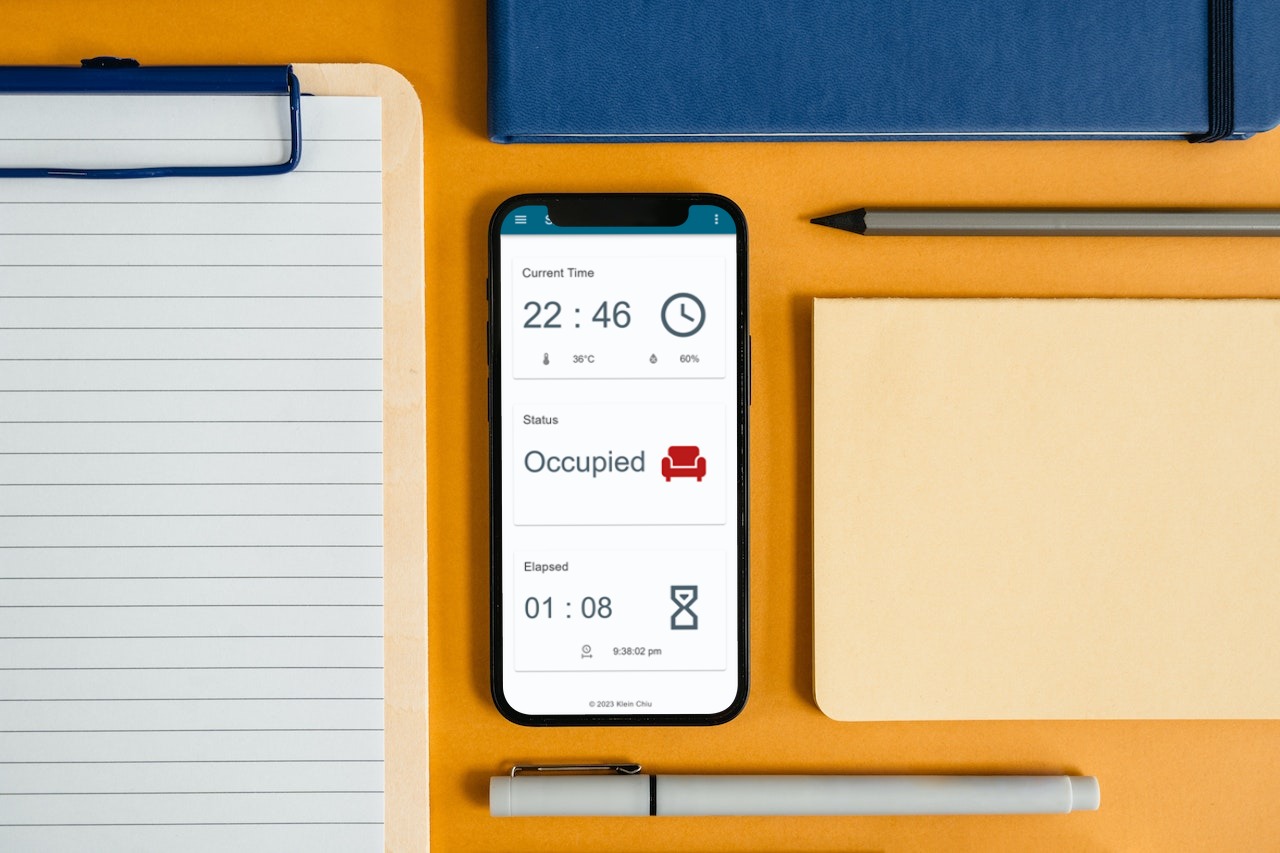 Current Time
22 : 46
36°C 60%
Status
Occupied
Elapsed
01 : 08
9:38:02 pm
© 2023 Klein Chiu